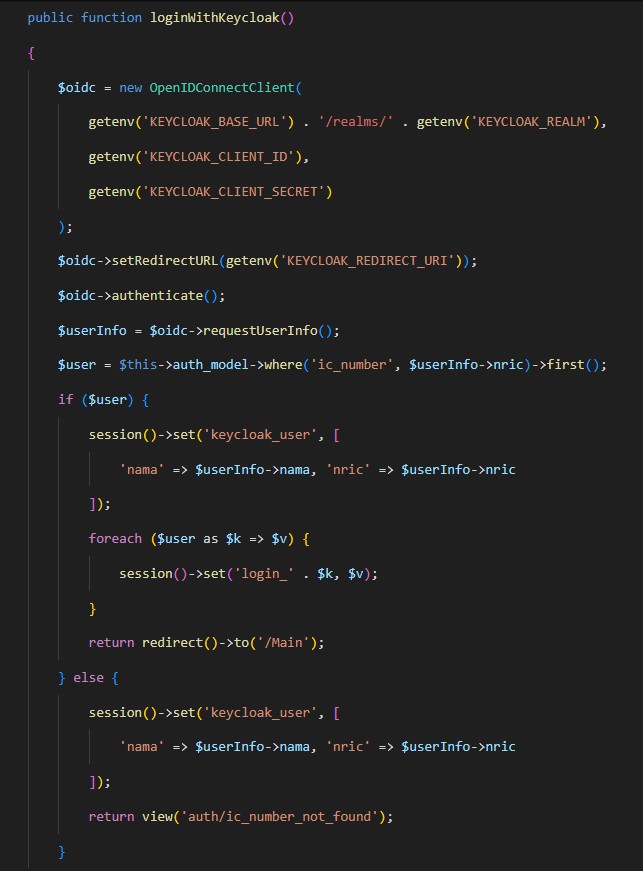 public function loginWithKeycloak()
{
    $oidc = new OpenIDConnectClient(
        getenv('KEYCLOAK_BASE_URL') . '/realms/' . getenv('KEYCLOAK_REALM'),
        getenv('KEYCLOAK_CLIENT_ID'),
        getenv('KEYCLOAK_CLIENT_SECRET')
    );
    $oidc->setRedirectURL(getenv('KEYCLOAK_REDIRECT_URI'));
    $oidc->authenticate();
    $userInfo = $oidc->requestUserInfo();
    $user = $this->auth_model->where('ic_number', $userInfo->nric)->first();
    if ($user) {
        session()->set('keycloak_user', [
            'nama' => $userInfo->nama, 'nric' => $userInfo->nric
        ]);
        foreach ($user as $k => $v) {
            session()->set('login_' . $k, $v);
        }
        return redirect()->to('/Main');
    } else {
        session()->set('keycloak_user', [
            'nama' => $userInfo->nama, 'nric' => $userInfo->nric
        ]);
        return view('auth/ic_number_not_found');
    }